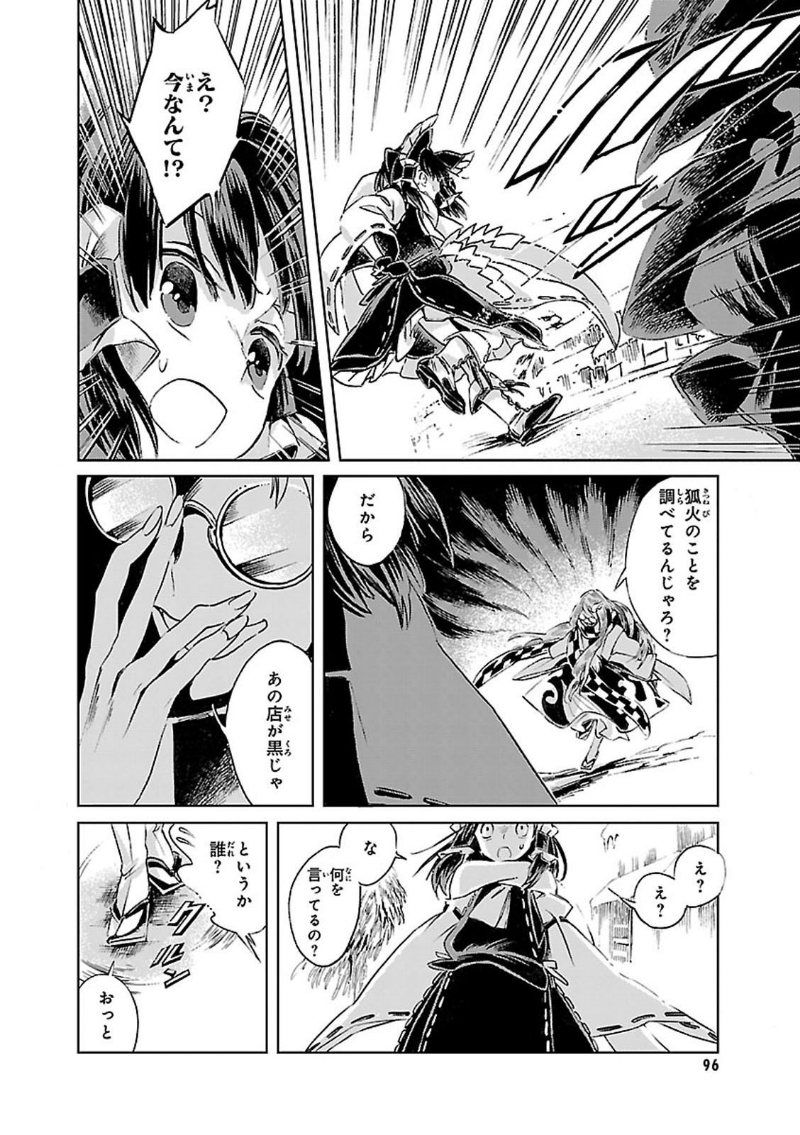 え?
今なんて!?
狐火のことを
調べてるんじゃろ?
だから
あの店が黒じゃ
え?
え?
な
何を
言ってるの?
というか
誰?
クルン
おっと
96